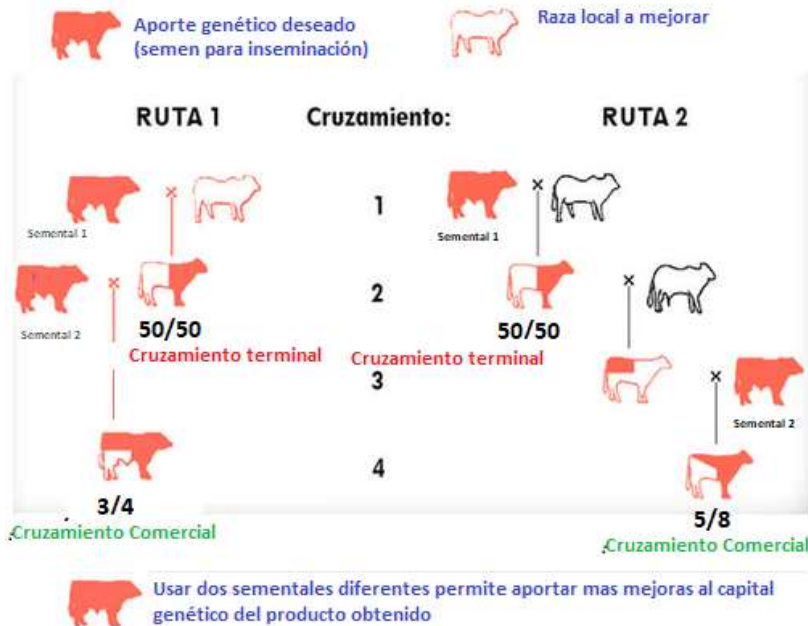 Aporte genético deseado
(semen para inseminación)
Raza local a mejorar
RUTA 1
Cruzamiento:
RUTA 2
1
Semental 1
Semental 1
2
Semental 2
50/50
50/50
Cruzamiento terminal
Cruzamiento terminal
3
Semental 2
4
3/4
5/8
Cruzamiento Comercial
Cruzamiento Comercial
Usar dos sementales diferentes permite aportar mas mejoras al capital
genético del producto obtenido